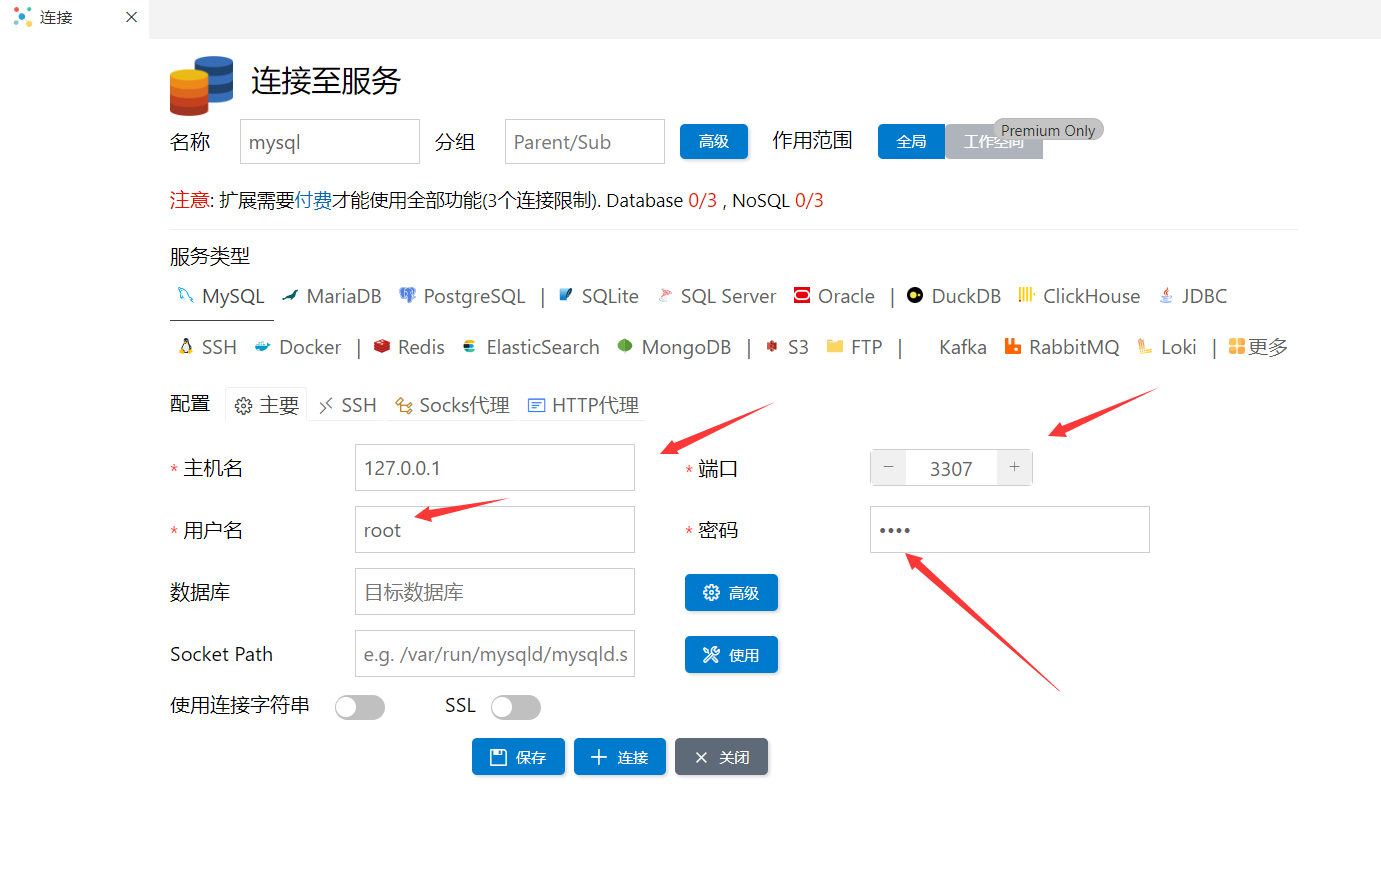 连接
连接至服务
名称 mysql 分组 Parent/Sub 高级 作用范围 全局 工作空间 Premium Only
注意: 扩展需要付费才能使用全部功能(3个连接限制). Database 0/3 , NoSQL 0/3
服务类型
MySQL MariaDB PostgreSQL | SQLite SQL Server Oracle | DuckDB ClickHouse JDBC
SSH Docker | Redis ElasticSearch MongoDB | S3 FTP | Kafka RabbitMQ Loki | 更多
配置 主要 SSH Socks代理 HTTP代理
* 主机名 127.0.0.1 * 端口 − 3307 +
* 用户名 root * 密码 ••••
数据库 目标数据库 高级
Socket Path e.g. /var/run/mysqld/mysqld.s 使用
使用连接字符串 SSL
保存 连接 关闭